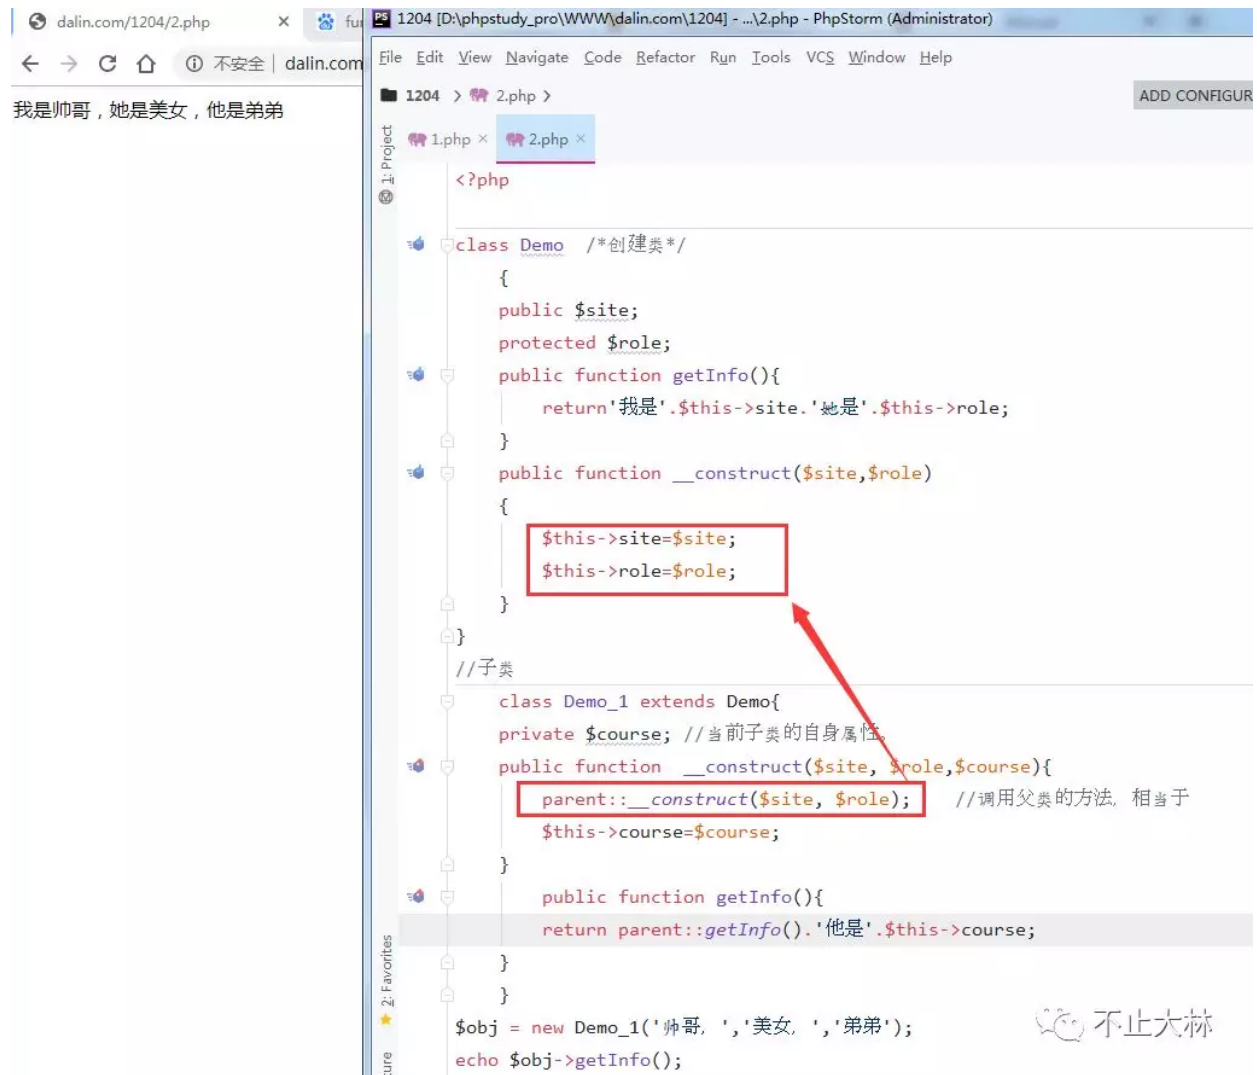 dalin.com/1204/2.php
fu
1204 [D:\phpstudy_pro\WWW\dalin.com\1204] - ...\2.php - PhpStorm (Administrator)
不安全
dalin.com
File Edit View Navigate Code Refactor Run Tools VCS Window Help
1204
2.php
ADD CONFIGUR
我是帅哥，她是美女，他是弟弟
1: Project
1.php
2.php
<?php
class Demo /*创建类*/
{
public $site;
protected $role;
public function getInfo(){
return'我是'.$this->site.'她是'.$this->role;
}
public function __construct($site,$role)
{
$this->site=$site;
$this->role=$role;
}
}
//子类
class Demo_1 extends Demo{
private $course; //当前子类的自身属性。
public function __construct($site, $role,$course){
parent::__construct($site, $role); //调用父类的方法，相当于
$this->course=$course;
}
public function getInfo(){
return parent::getInfo().'他是'.$this->course;
}
}
$obj = new Demo_1('帅哥，','美女，','弟弟');
echo $obj->getInfo();
2: Favorites
ure
不止大林